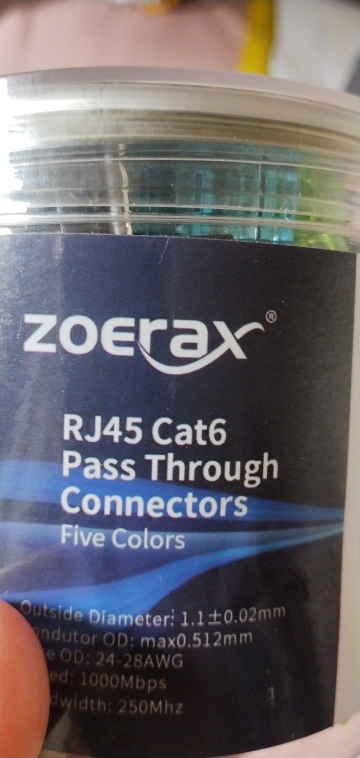 zoerax®
RJ45 Cat6
Pass Through
Connectors
Five Colors
Outside Diameter: 1.1±0.02mm
ondutor OD: max0.512mm
e OD: 24-28AWG
ed: 1000Mbps
dwidth: 250Mhz